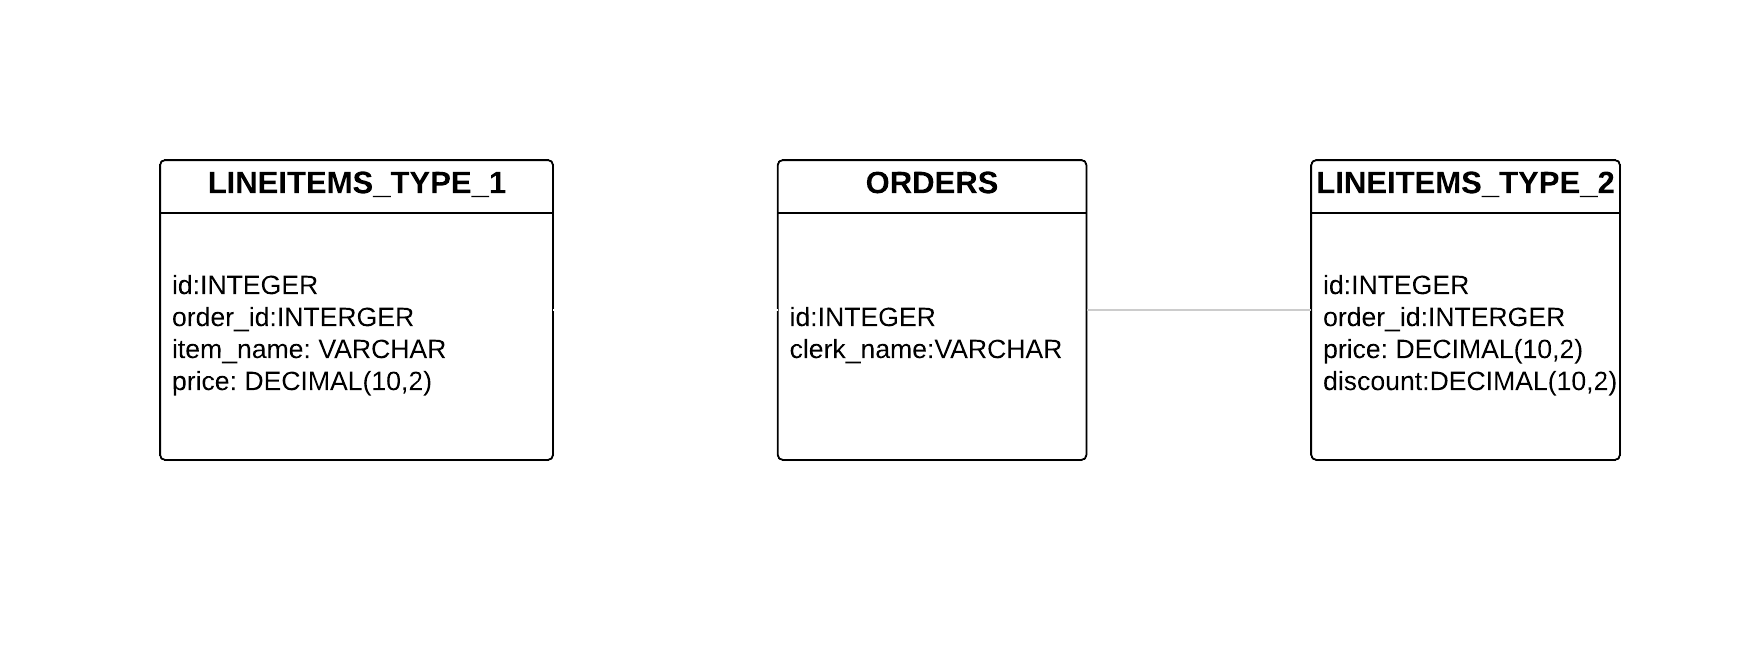 LINEITEMS_TYPE_1
id:INTEGER
order_id:INTERGER
item_name: VARCHAR
price: DECIMAL(10,2)
ORDERS
id:INTEGER
clerk_name:VARCHAR
LINEITEMS_TYPE_2
id:INTEGER
order_id:INTERGER
price: DECIMAL(10,2)
discount:DECIMAL(10,2)